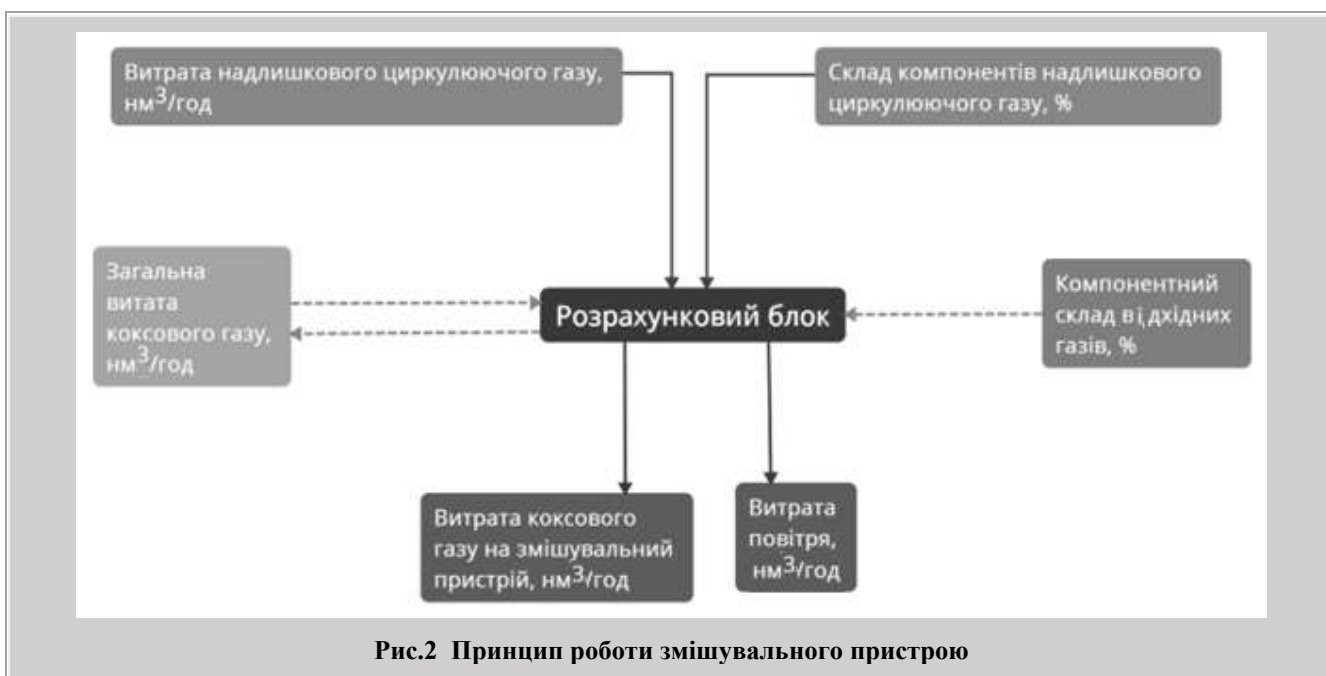 Витрата надлишкового циркулюючого газу,
нм³/год
Склад компонентів надлишкового
циркулюючого газу, %
Загальна
витата
коксового газу,
нм³/год
Розрахунковий блок
Компонентний
склад відхідних
газів, %
Витрата коксового
газу на змішувальний
пристрій, нм³/год
Витрата
повітря,
нм³/год
Рис.2 Принцип роботи змішувального пристрою